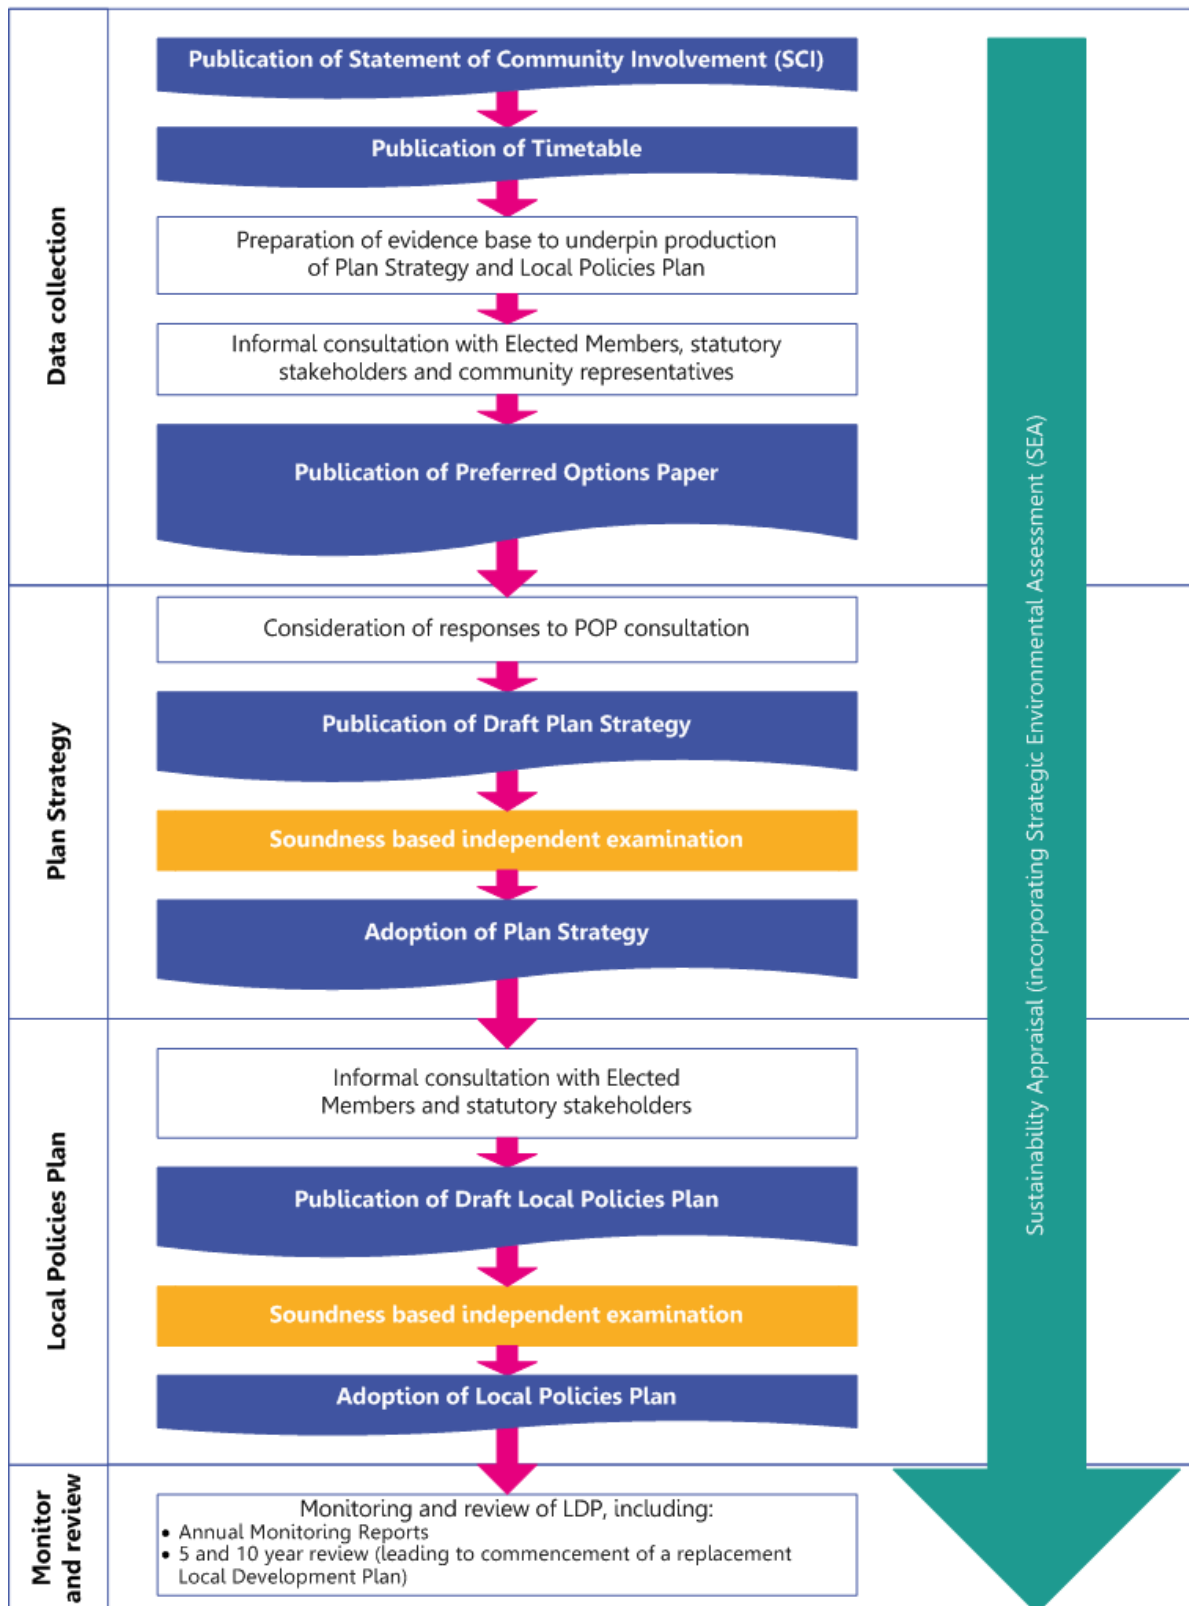 Data collection
Publication of Statement of Community Involvement (SCI)
Publication of Timetable
Preparation of evidence base to underpin production
of Plan Strategy and Local Policies Plan
Informal consultation with Elected Members, statutory
stakeholders and community representatives
Publication of Preferred Options Paper
Plan Strategy
Consideration of responses to POP consultation
Publication of Draft Plan Strategy
Soundness based independent examination
Adoption of Plan Strategy
Local Policies Plan
Informal consultation with Elected
Members and statutory stakeholders
Publication of Draft Local Policies Plan
Soundness based independent examination
Adoption of Local Policies Plan
Monitor
and review
Monitoring and review of LDP, including:
• Annual Monitoring Reports
• 5 and 10 year review (leading to commencement of a replacement
Local Development Plan)
Sustainability Appraisal (incorporating Strategic Environmental Assessment (SEA)